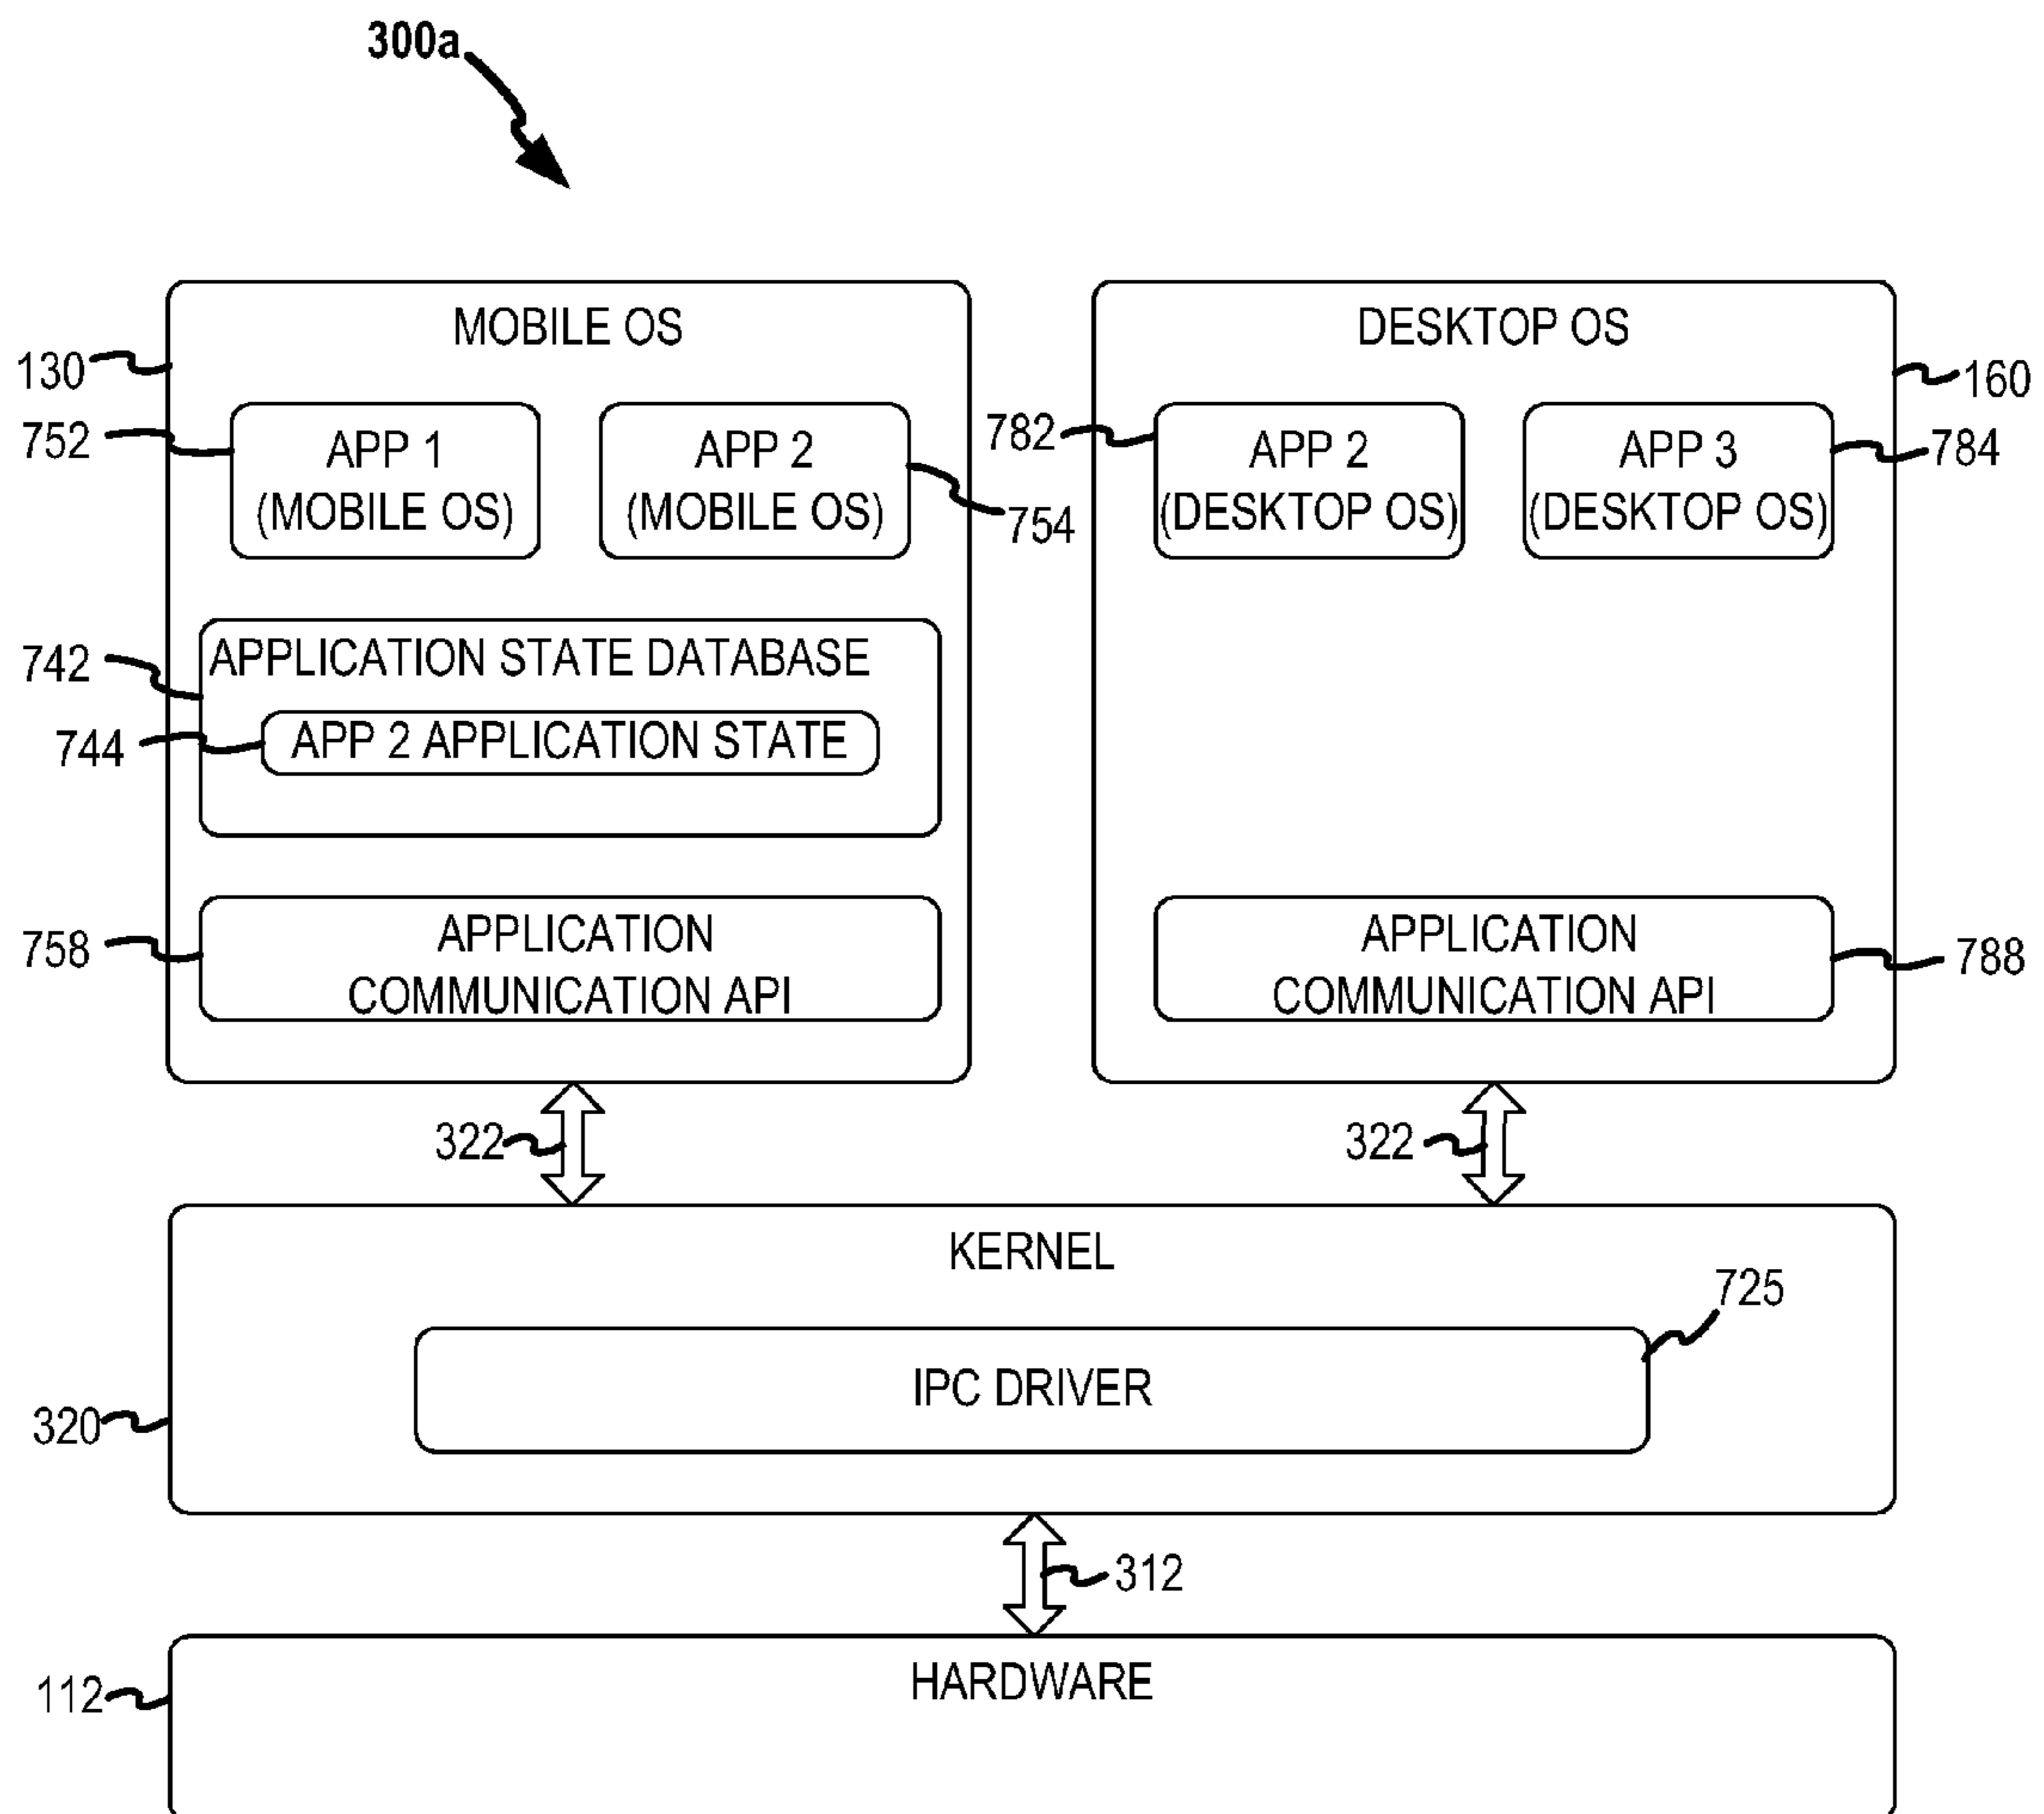 300a
MOBILE OS
DESKTOP OS
130
160
752
APP 1
(MOBILE OS)
APP 2
(MOBILE OS)
754
782
APP 2
(DESKTOP OS)
APP 3
(DESKTOP OS)
784
742
APPLICATION STATE DATABASE
744
APP 2 APPLICATION STATE
758
APPLICATION
COMMUNICATION API
APPLICATION
COMMUNICATION API
788
322
322
KERNEL
725
IPC DRIVER
320
312
112
HARDWARE